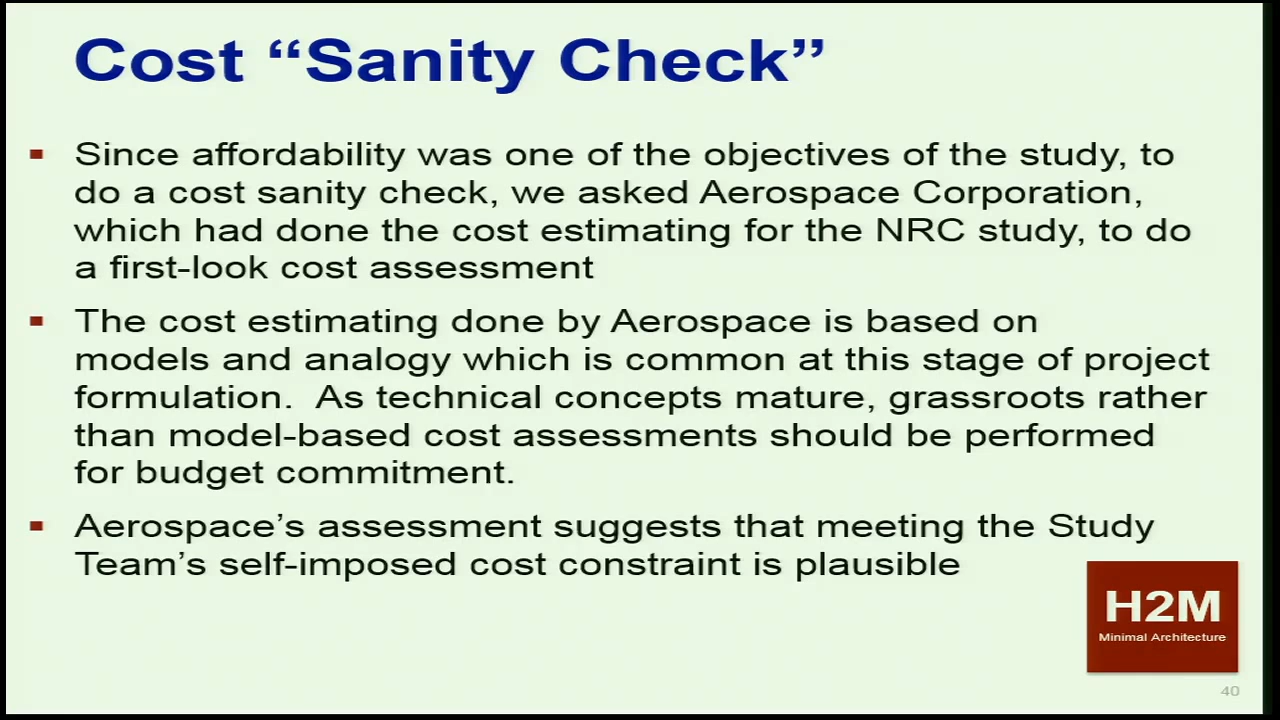 Cost “Sanity Check”
▪ Since affordability was one of the objectives of the study, to
do a cost sanity check, we asked Aerospace Corporation,
which had done the cost estimating for the NRC study, to do
a first-look cost assessment
▪ The cost estimating done by Aerospace is based on
models and analogy which is common at this stage of project
formulation.  As technical concepts mature, grassroots rather
than model-based cost assessments should be performed
for budget commitment.
▪ Aerospace’s assessment suggests that meeting the Study
Team’s self-imposed cost constraint is plausible
H2M
Minimal Architecture
40